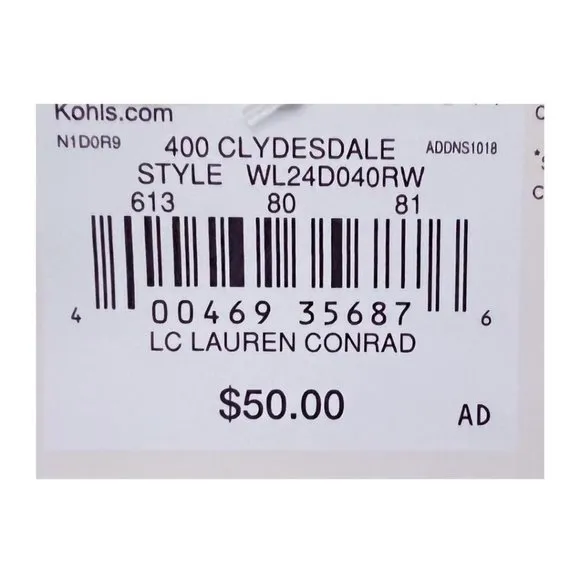 Kohls.com
N1D0R9 400 CLYDESDALE ADDNS1018
STYLE WL24D040RW
613 80 81
4 00469 35687 6
LC LAUREN CONRAD
$50.00 AD